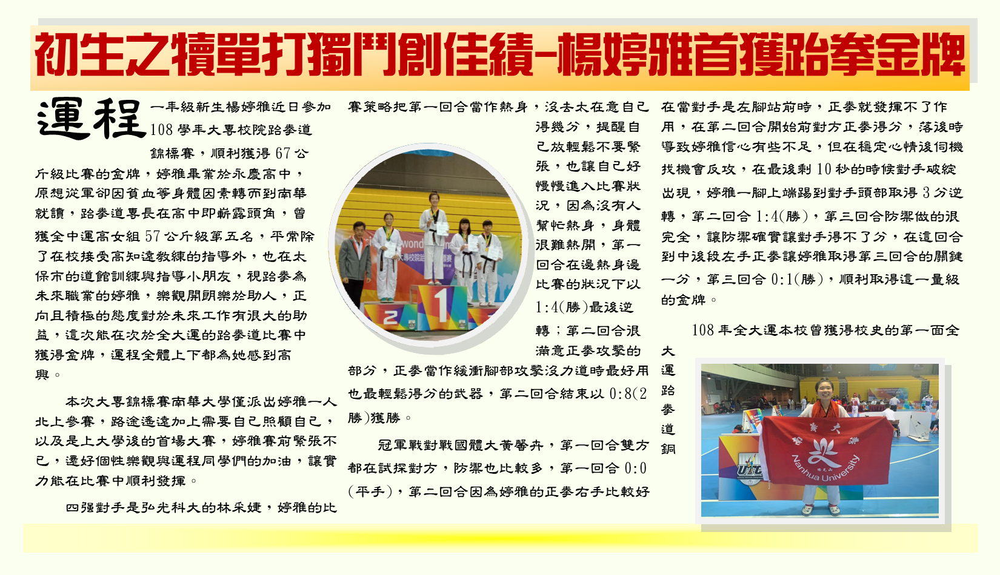 初生之犢單打獨鬥創佳績-楊婷雅首獲跆拳金牌
運程
一年級新生楊婷雅近日參加
108 學年大專校院跆拳道
錦標賽，順利獲得 67 公
斤級比賽的金牌，婷雅畢業於永慶高中，
原想從軍卻因貧血等身體因素轉而到南華
就讀，跆拳道專長在高中即嶄露頭角，曾
獲全中運高女組 57 公斤級第五名，平常除
了在校接受高知遠教練的指導外，也在太
保市的道館訓練與指導小朋友，視跆拳為
未來職業的婷雅，樂觀開朗樂於助人，正
向且積極的態度對於未來工作有很大的助
益，這次能在次於全大運的跆拳道比賽中
獲得金牌，運程全體上下都為她感到高
興。
本次大專錦標賽南華大學僅派出婷雅一人
北上參賽，路途遙遠加上需要自己照顧自己，
以及是上大學後的首場大賽，婷雅賽前緊張不
已，還好個性樂觀與運程同學們的加油，讓實
力能在比賽中順利發揮。
四强對手是弘光科大的林采婕，婷雅的比
賽策略把第一回合當作熱身，沒去太在意自己
得幾分，提醒自
己放輕鬆不要緊
張，也讓自己好
慢慢進入比賽狀
況，因為沒有人
幫忙熱身，身體
很難熱開，第一
回合在邊熱身邊
比賽的狀況下以
1:4(勝)最後逆
轉；第二回合很
滿意正拳攻擊的
部分，正拳當作緩衝腳部攻擊沒力道時最好用
也最輕鬆得分的武器，第二回合結束以 0:8(2
勝)獲勝。
冠軍戰對戰國體大黃馨卉，第一回合雙方
都在試探對方，防禦也比較多，第一回合 0:0
(平手)，第二回合因為婷雅的正拳右手比較好
在當對手是左腳站前時，正拳就發揮不了作
用，在第二回合開始前對方正拳得分，落後時
導致婷雅信心有些不足，但在穩定心情後伺機
找機會反攻，在最後剩 10 秒的時候對手破綻
出現，婷雅一腳上端踢到對手頭部取得 3 分逆
轉，第二回合 1:4(勝)，第三回合防禦做的很
完全，讓防禦確實讓對手得不了分，在這回合
到中後段左手正拳讓婷雅取得第三回合的關鍵
一分，第三回合 0:1(勝)，順利取得這一量級
的金牌。
108 年全大運本校曾獲得校史的第一面全
大
運
跆
拳
道
銅
大專校院跆
標賽
2
1
南華大學
佛光山
Nanhua University
UTC